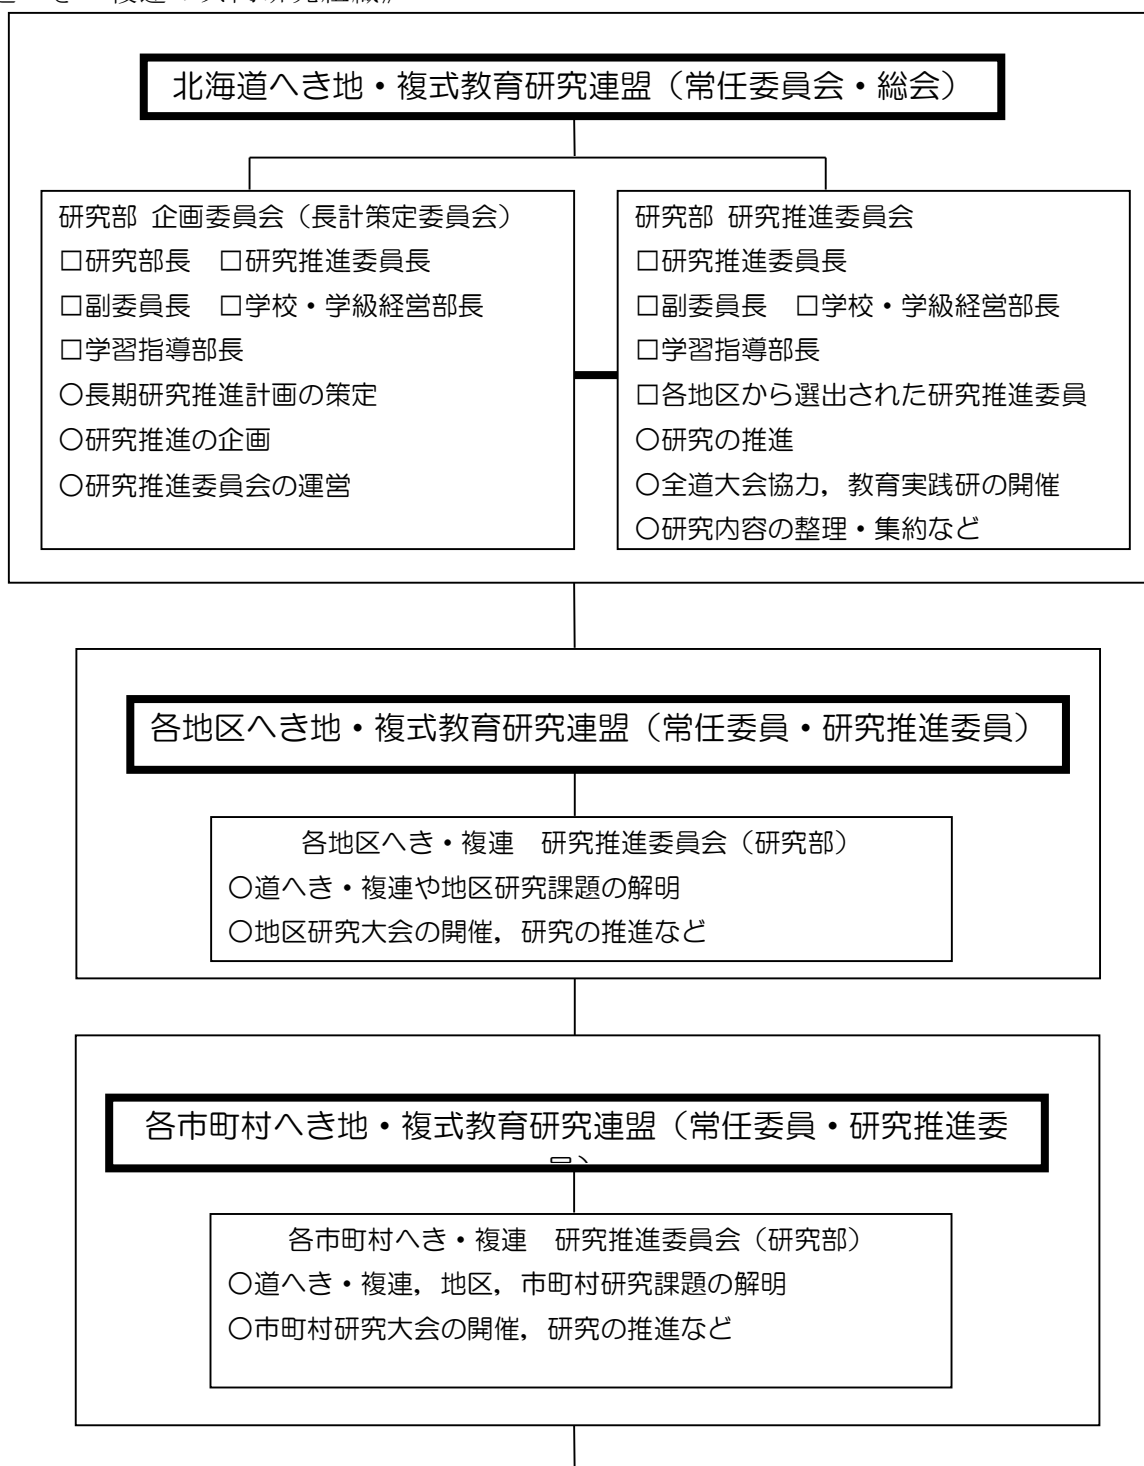 北海道へき地・複式教育研究連盟（常任委員会・総会）
研究部 企画委員会（長計策定委員会）
□研究部長　□研究推進委員長
□副委員長　□学校・学級経営部長
□学習指導部長
○長期研究推進計画の策定
○研究推進の企画
○研究推進委員会の運営
研究部 研究推進委員会
□研究推進委員長
□副委員長　□学校・学級経営部長
□学習指導部長
□各地区から選出された研究推進委員
○研究の推進
○全道大会協力，教育実践研の開催
○研究内容の整理・集約など
各地区へき地・複式教育研究連盟（常任委員・研究推進委員）
各地区へき・複連　研究推進委員会（研究部）
○道へき・複連や地区研究課題の解明
○地区研究大会の開催，研究の推進など
各市町村へき地・複式教育研究連盟（常任委員・研究推進委
各市町村へき・複連　研究推進委員会（研究部）
○道へき・複連，地区，市町村研究課題の解明
○市町村研究大会の開催，研究の推進など